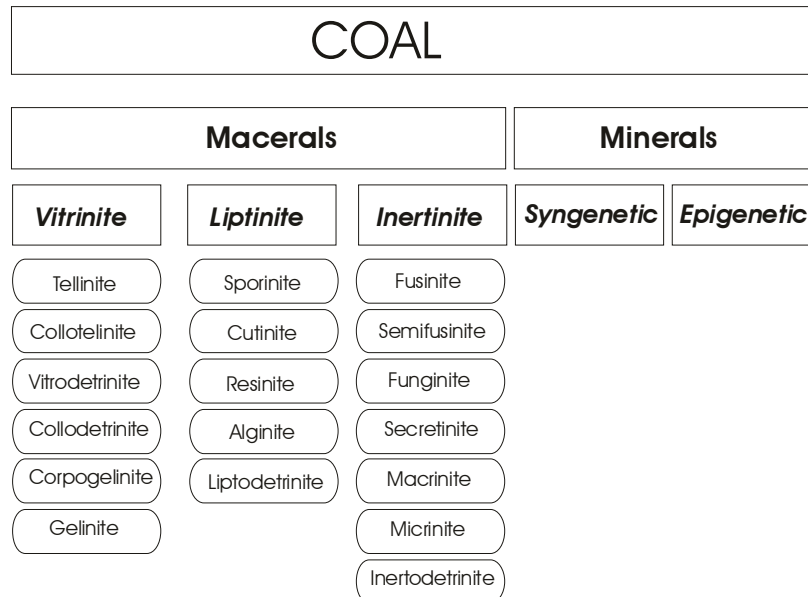 COAL
Macerals
Minerals
Vitrinite
Liptinite
Inertinite
Syngenetic
Epigenetic
Tellinite
Sporinite
Fusinite
Collotelinite
Cutinite
Semifusinite
Vitrodetrinite
Resinite
Funginite
Collodetrinite
Alginite
Secretinite
Corpogelinite
Liptodetrinite
Macrinite
Gelinite
Micrinite
Inertodetrinite